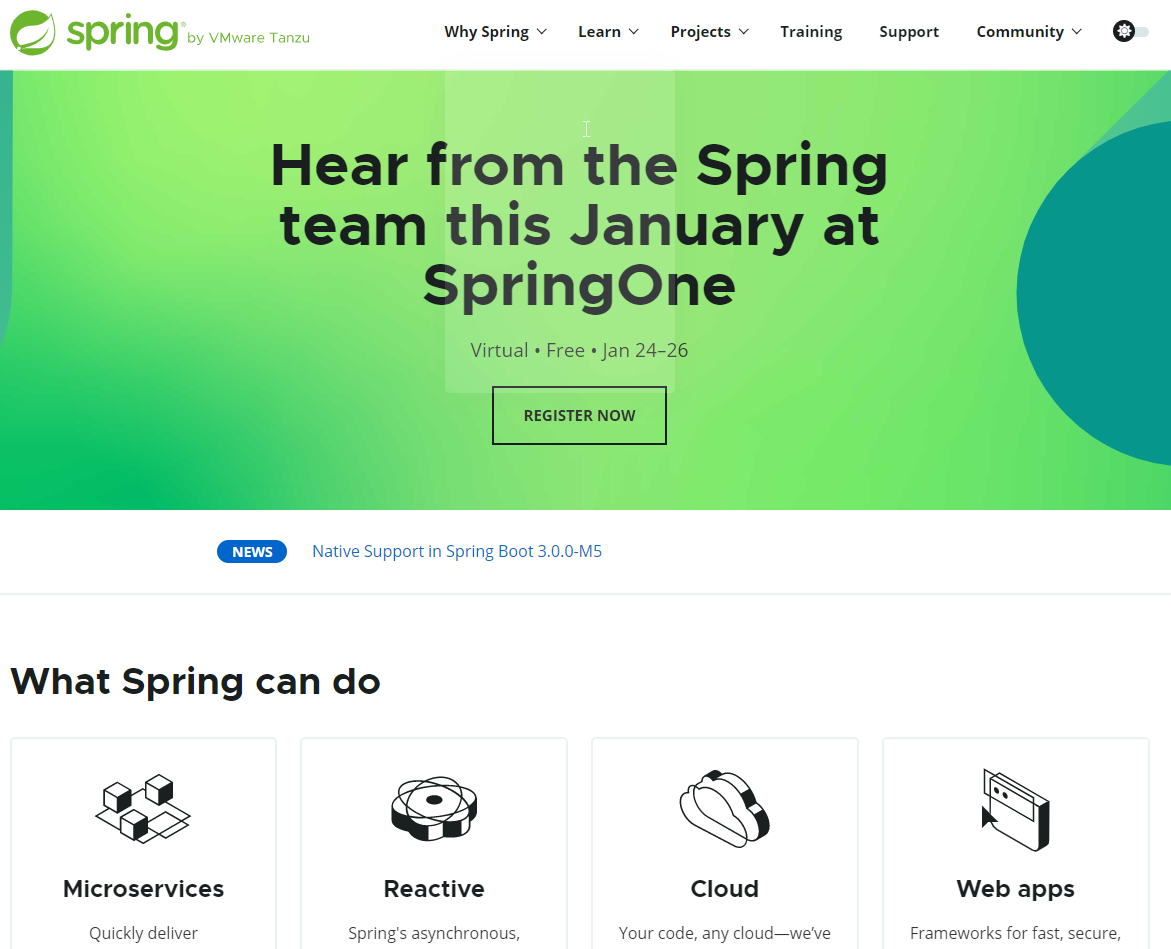 spring by VMware Tanzu
Why Spring Learn Projects Training Support Community
Hear from the Spring
team this January at
SpringOne
Virtual • Free • Jan 24–26
REGISTER NOW
NEWS Native Support in Spring Boot 3.0.0-M5
What Spring can do
Microservices Reactive Cloud Web apps
Quickly deliver Spring's asynchronous, Your code, any cloud—we’ve Frameworks for fast, secure,